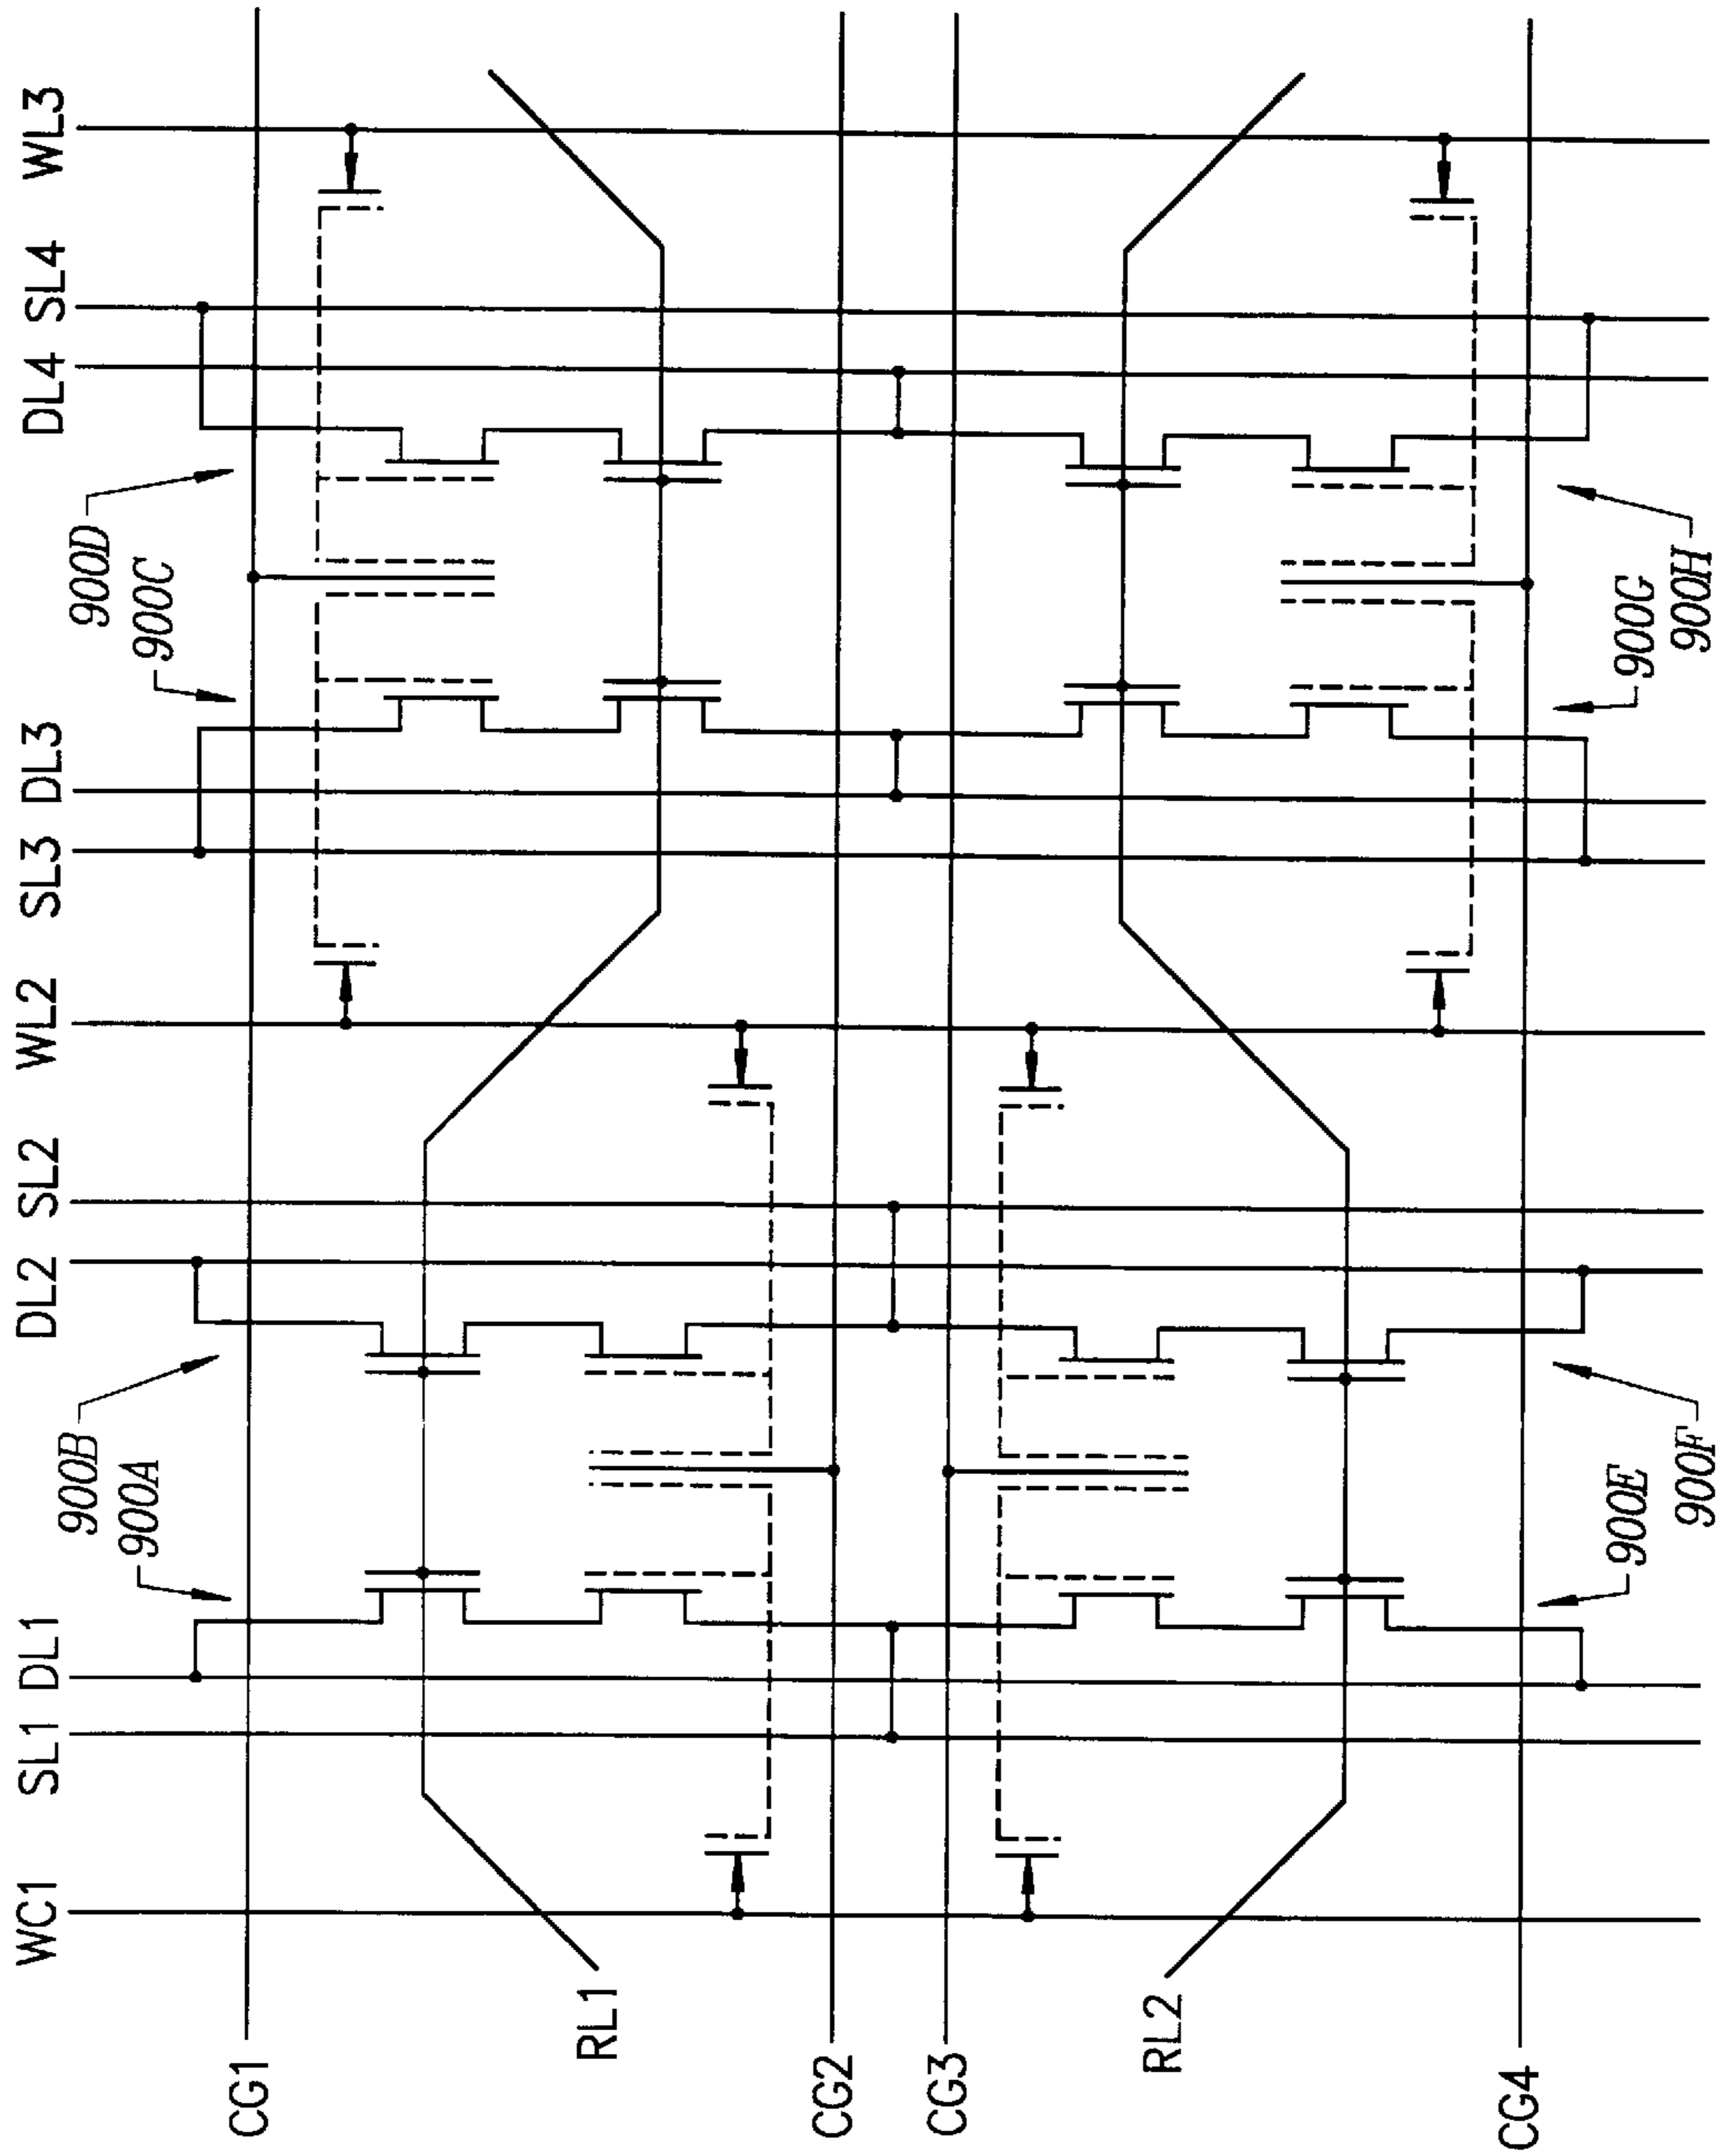 WC1 SL1 DL1 DL2 SL2 WL2 SL3 DL3 DL4 SL4 WL3
900B 900D
900A 900C
CG1
RL1
CG2
CG3
RL2
CG4
900E 900G
900F 900H